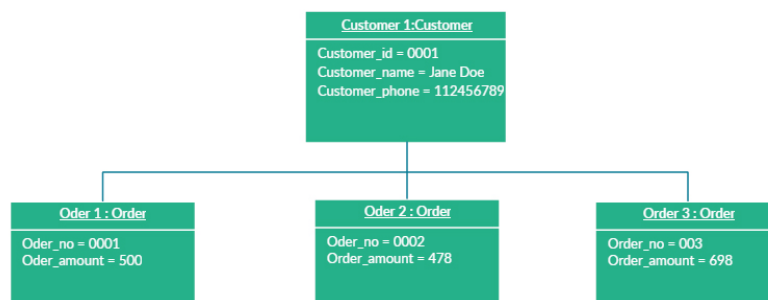 Customer 1:Customer
Customer_id = 0001
Customer_name = Jane Doe
Customer_phone = 112456789
Oder 1 : Order
Oder_no = 0001
Oder_amount = 500
Oder 2 : Order
Oder_no = 0002
Order_amount = 478
Order 3 : Order
Order_no = 003
Order_amount = 698